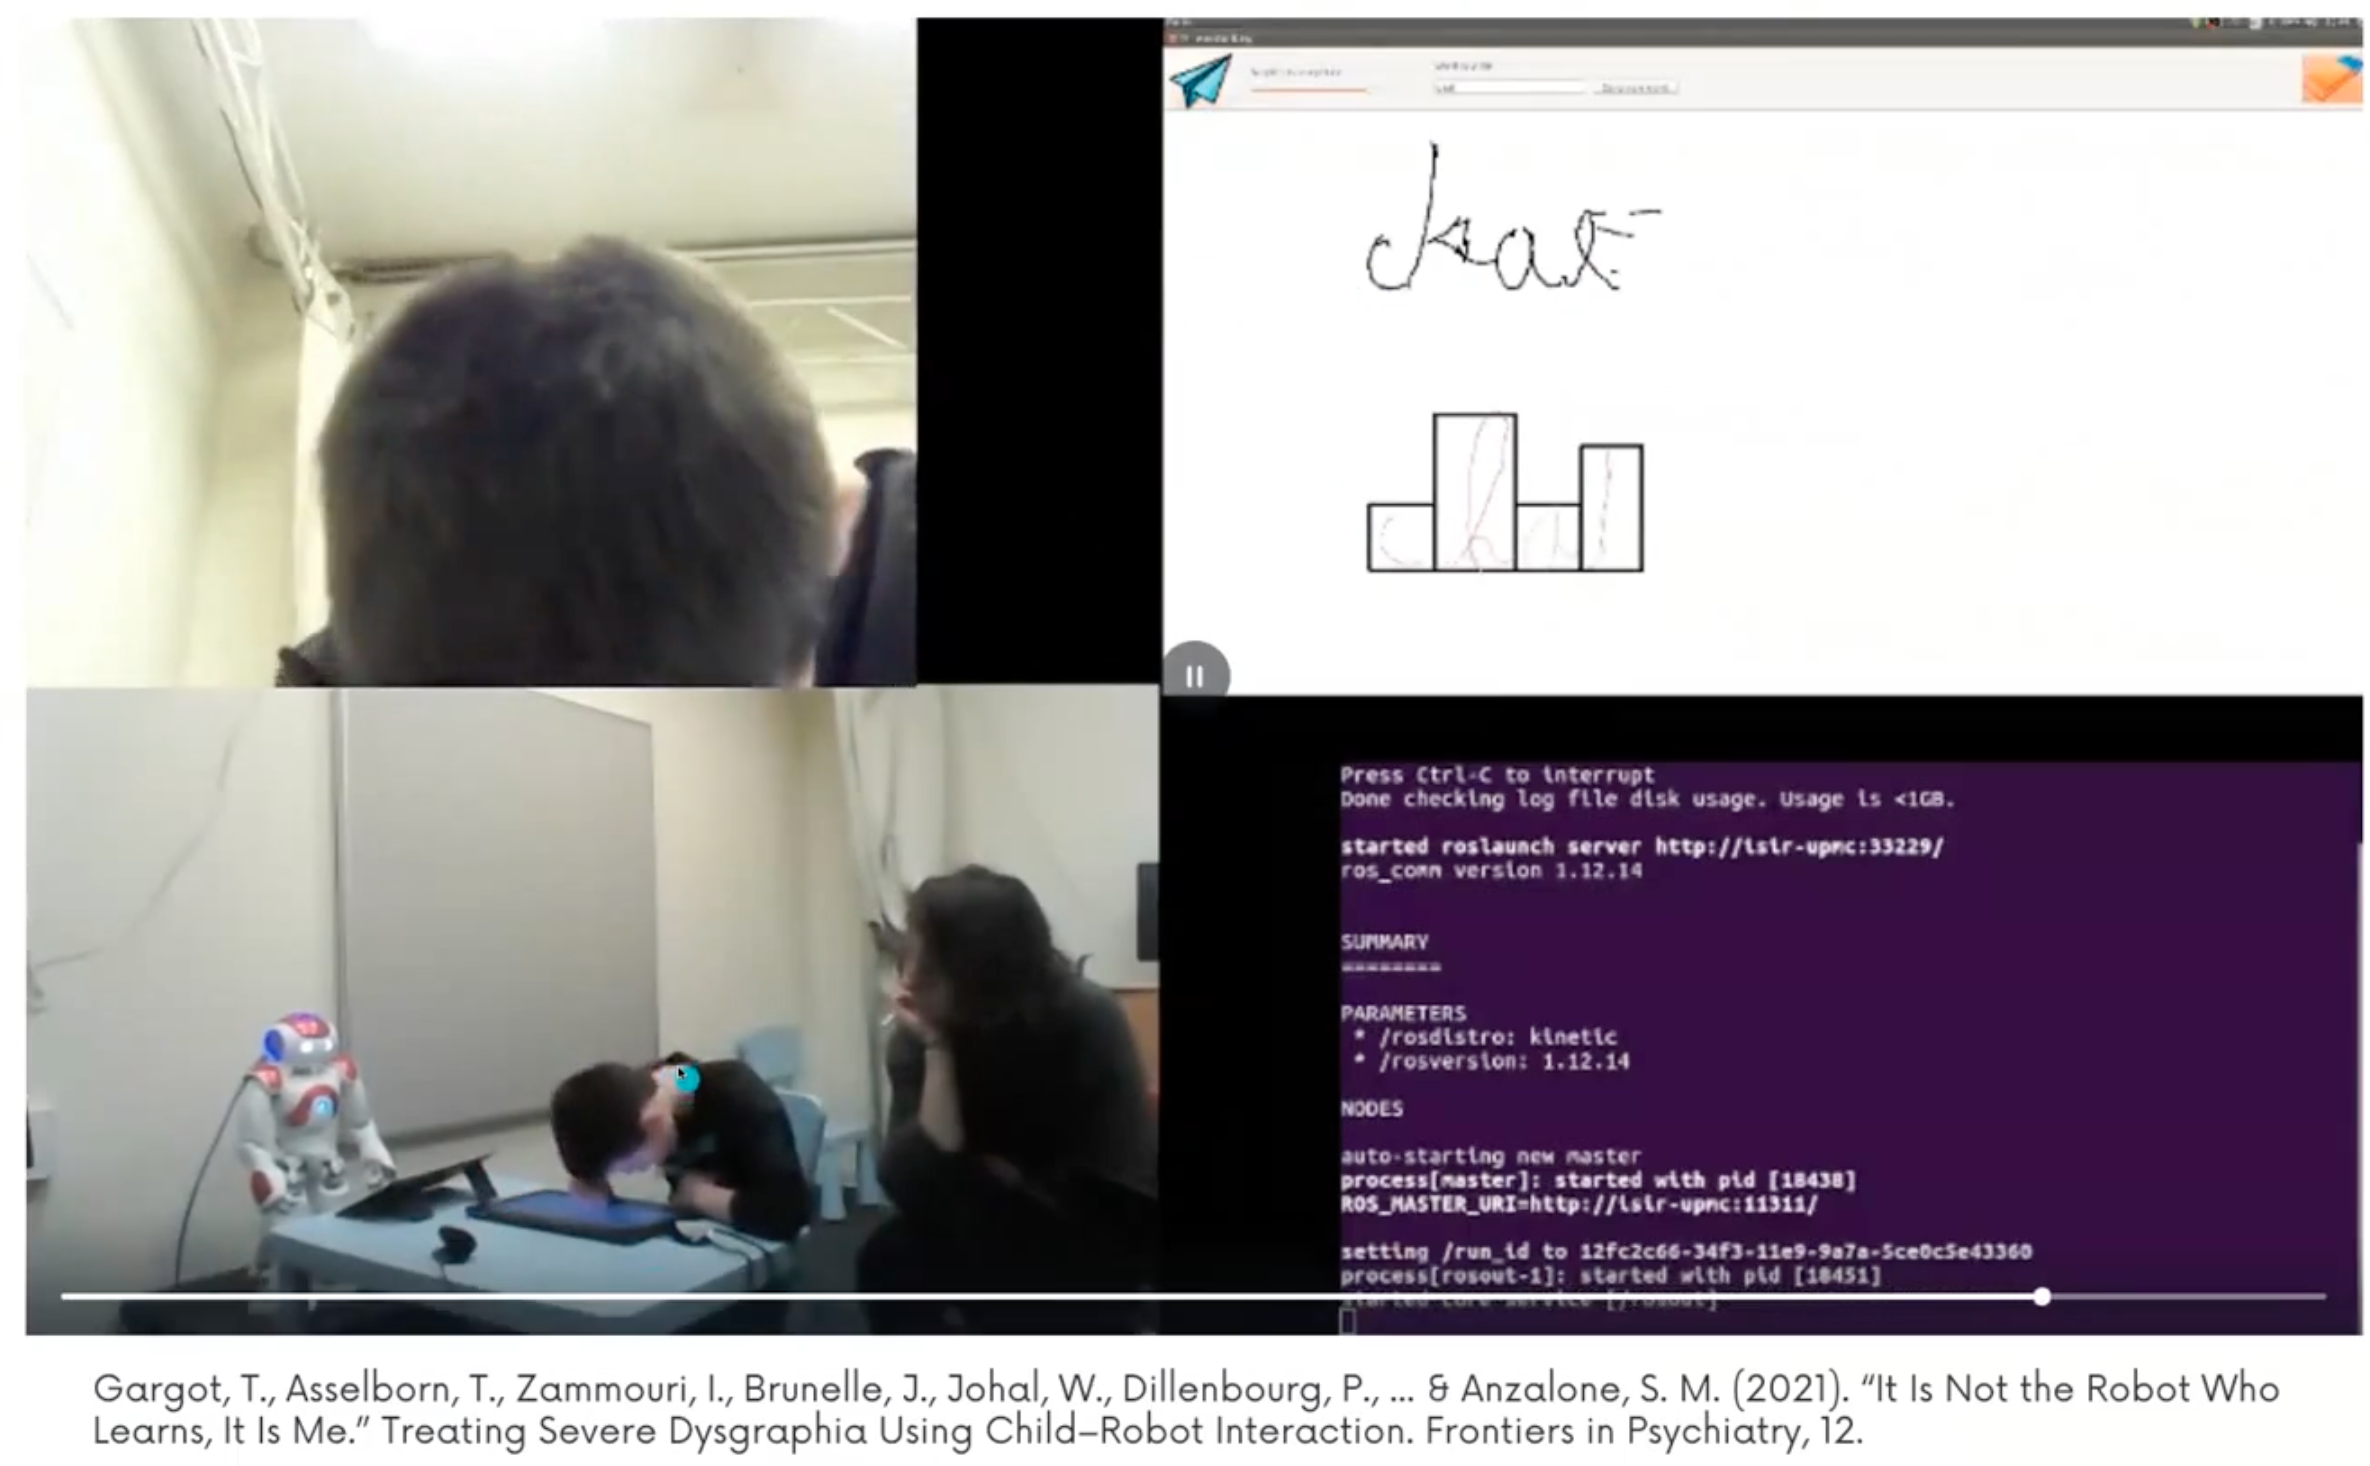 Press Ctrl-C to interrupt
Done checking log file disk usage. Usage is <1GB.
started roslaunch server http://isir-upmc:33229/
ros_comm version 1.12.14
SUMMARY
========
PARAMETERS
* /rosdistro: kinetic
* /rosversion: 1.12.14
NODES
auto-starting new master
process[master]: started with pid [18438]
ROS_MASTER_URI=http://isir-upmc:11311/
setting /run_id to 12fc2c66-34f3-11e9-9a7a-5ce0c5e43360
process[rosout-1]: started with pid [18451]
started core service [/rosout]
Gargot, T., Asselborn, T., Zammouri, I., Brunelle, J., Johal, W., Dillenbourg, P., ... & Anzalone, S. M. (2021). “It Is Not the Robot Who
Learns, It Is Me.” Treating Severe Dysgraphia Using Child–Robot Interaction. Frontiers in Psychiatry, 12.